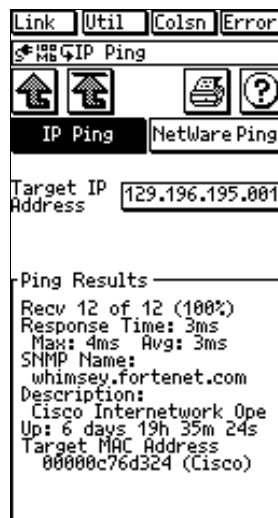 Link Util Colsn Error
IP Ping
IP Ping NetWare Ping
Target IP Address 129.196.195.001
Ping Results
Recv 12 of 12 (100%)
Response Time: 3ms
Max: 4ms Avg: 3ms
SNMP Name:
whimsey.fortenet.com
Description:
Cisco Internetwork Ope
Up: 6 days 19h 35m 24s
Target MAC Address
00000c76d324 (Cisco)